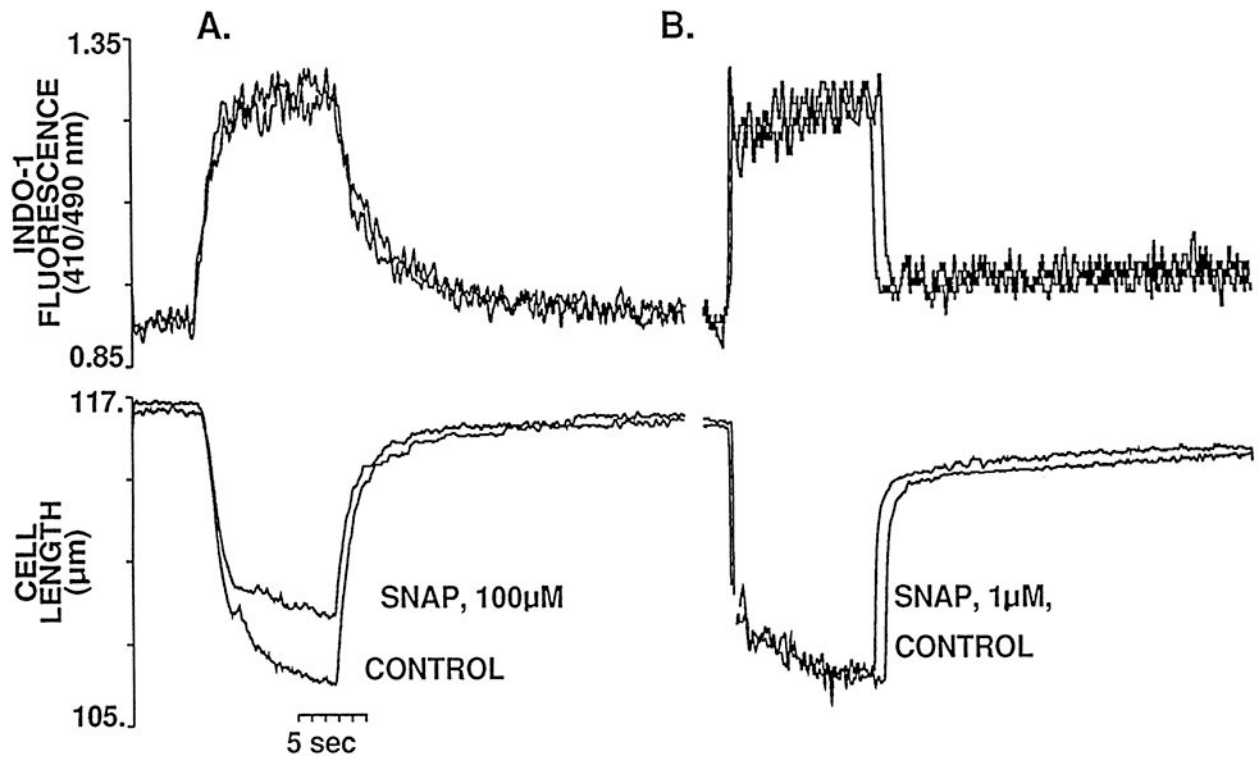 A.
B.
1.35
INDO-1
FLUORESCENCE
(410/490 nm)
0.85
117.
CELL
LENGTH
(μm)
105.
SNAP, 100μM
CONTROL
5 sec
SNAP, 1μM,
CONTROL